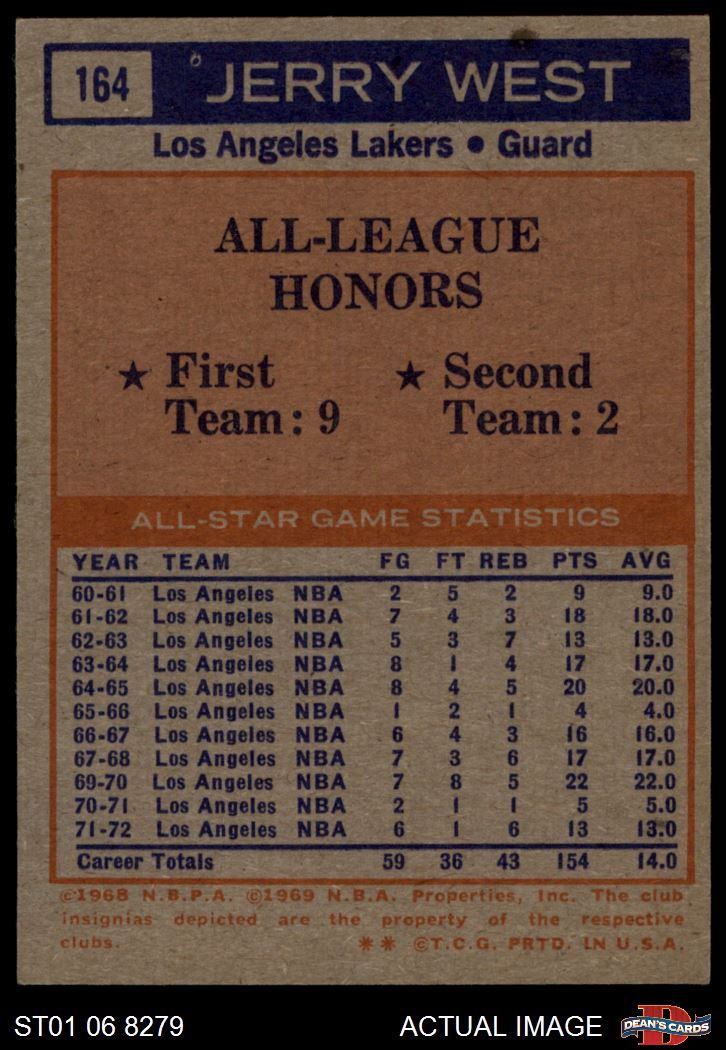 164 JERRY WEST
Los Angeles Lakers • Guard
ALL-LEAGUE
HONORS
★ First ★ Second
Team: 9 Team: 2
ALL-STAR GAME STATISTICS
YEAR TEAM FG FT REB PTS AVG
60-61 Los Angeles NBA 2 5 2 9 9.0
61-62 Los Angeles NBA 7 4 3 18 18.0
62-63 Los Angeles NBA 5 3 7 13 13.0
63-64 Los Angeles NBA 8 1 4 17 17.0
64-65 Los Angeles NBA 8 4 5 20 20.0
65-66 Los Angeles NBA 1 2 1 4 4.0
66-67 Los Angeles NBA 6 4 3 16 16.0
67-68 Los Angeles NBA 7 3 6 17 17.0
69-70 Los Angeles NBA 7 8 5 22 22.0
70-71 Los Angeles NBA 2 1 1 5 5.0
71-72 Los Angeles NBA 6 1 6 13 13.0
Career Totals 59 36 43 154 14.0
©1968 N.B.P.A. ©1969 N.B.A. Properties, Inc. The club
insignias depicted are the property of the respective
clubs. ** ©T.C.G. PRTD. IN U.S.A.
ST01 06 8279 ACTUAL IMAGE D DEAN'S CARDS